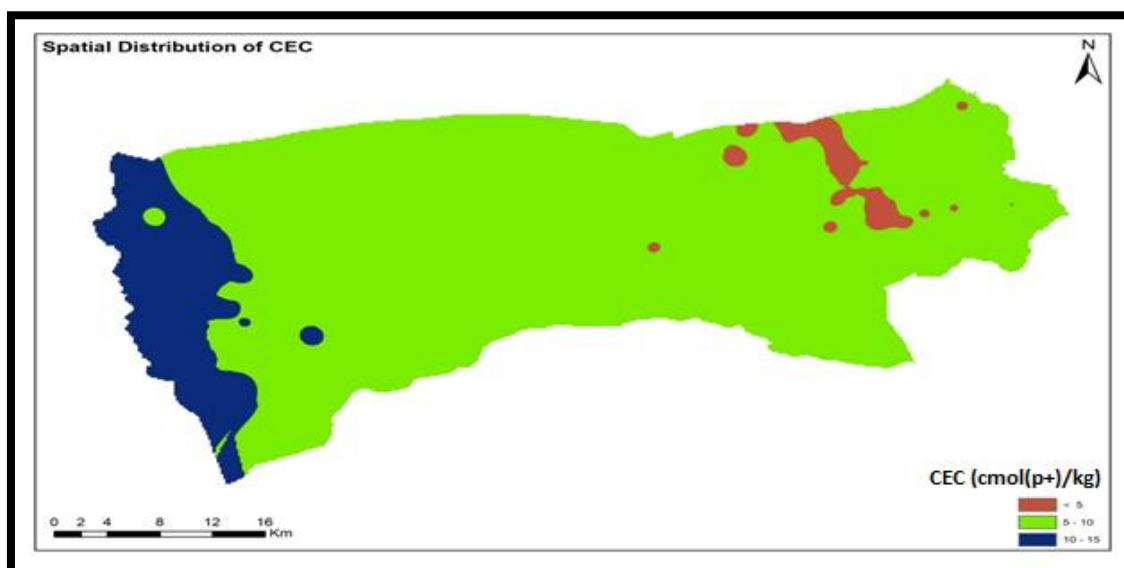 Spatial Distribution of CEC
N
CEC (cmol(p+)/kg)
< 5
5 - 10
10 - 15
0 2 4 8 12 16
Km